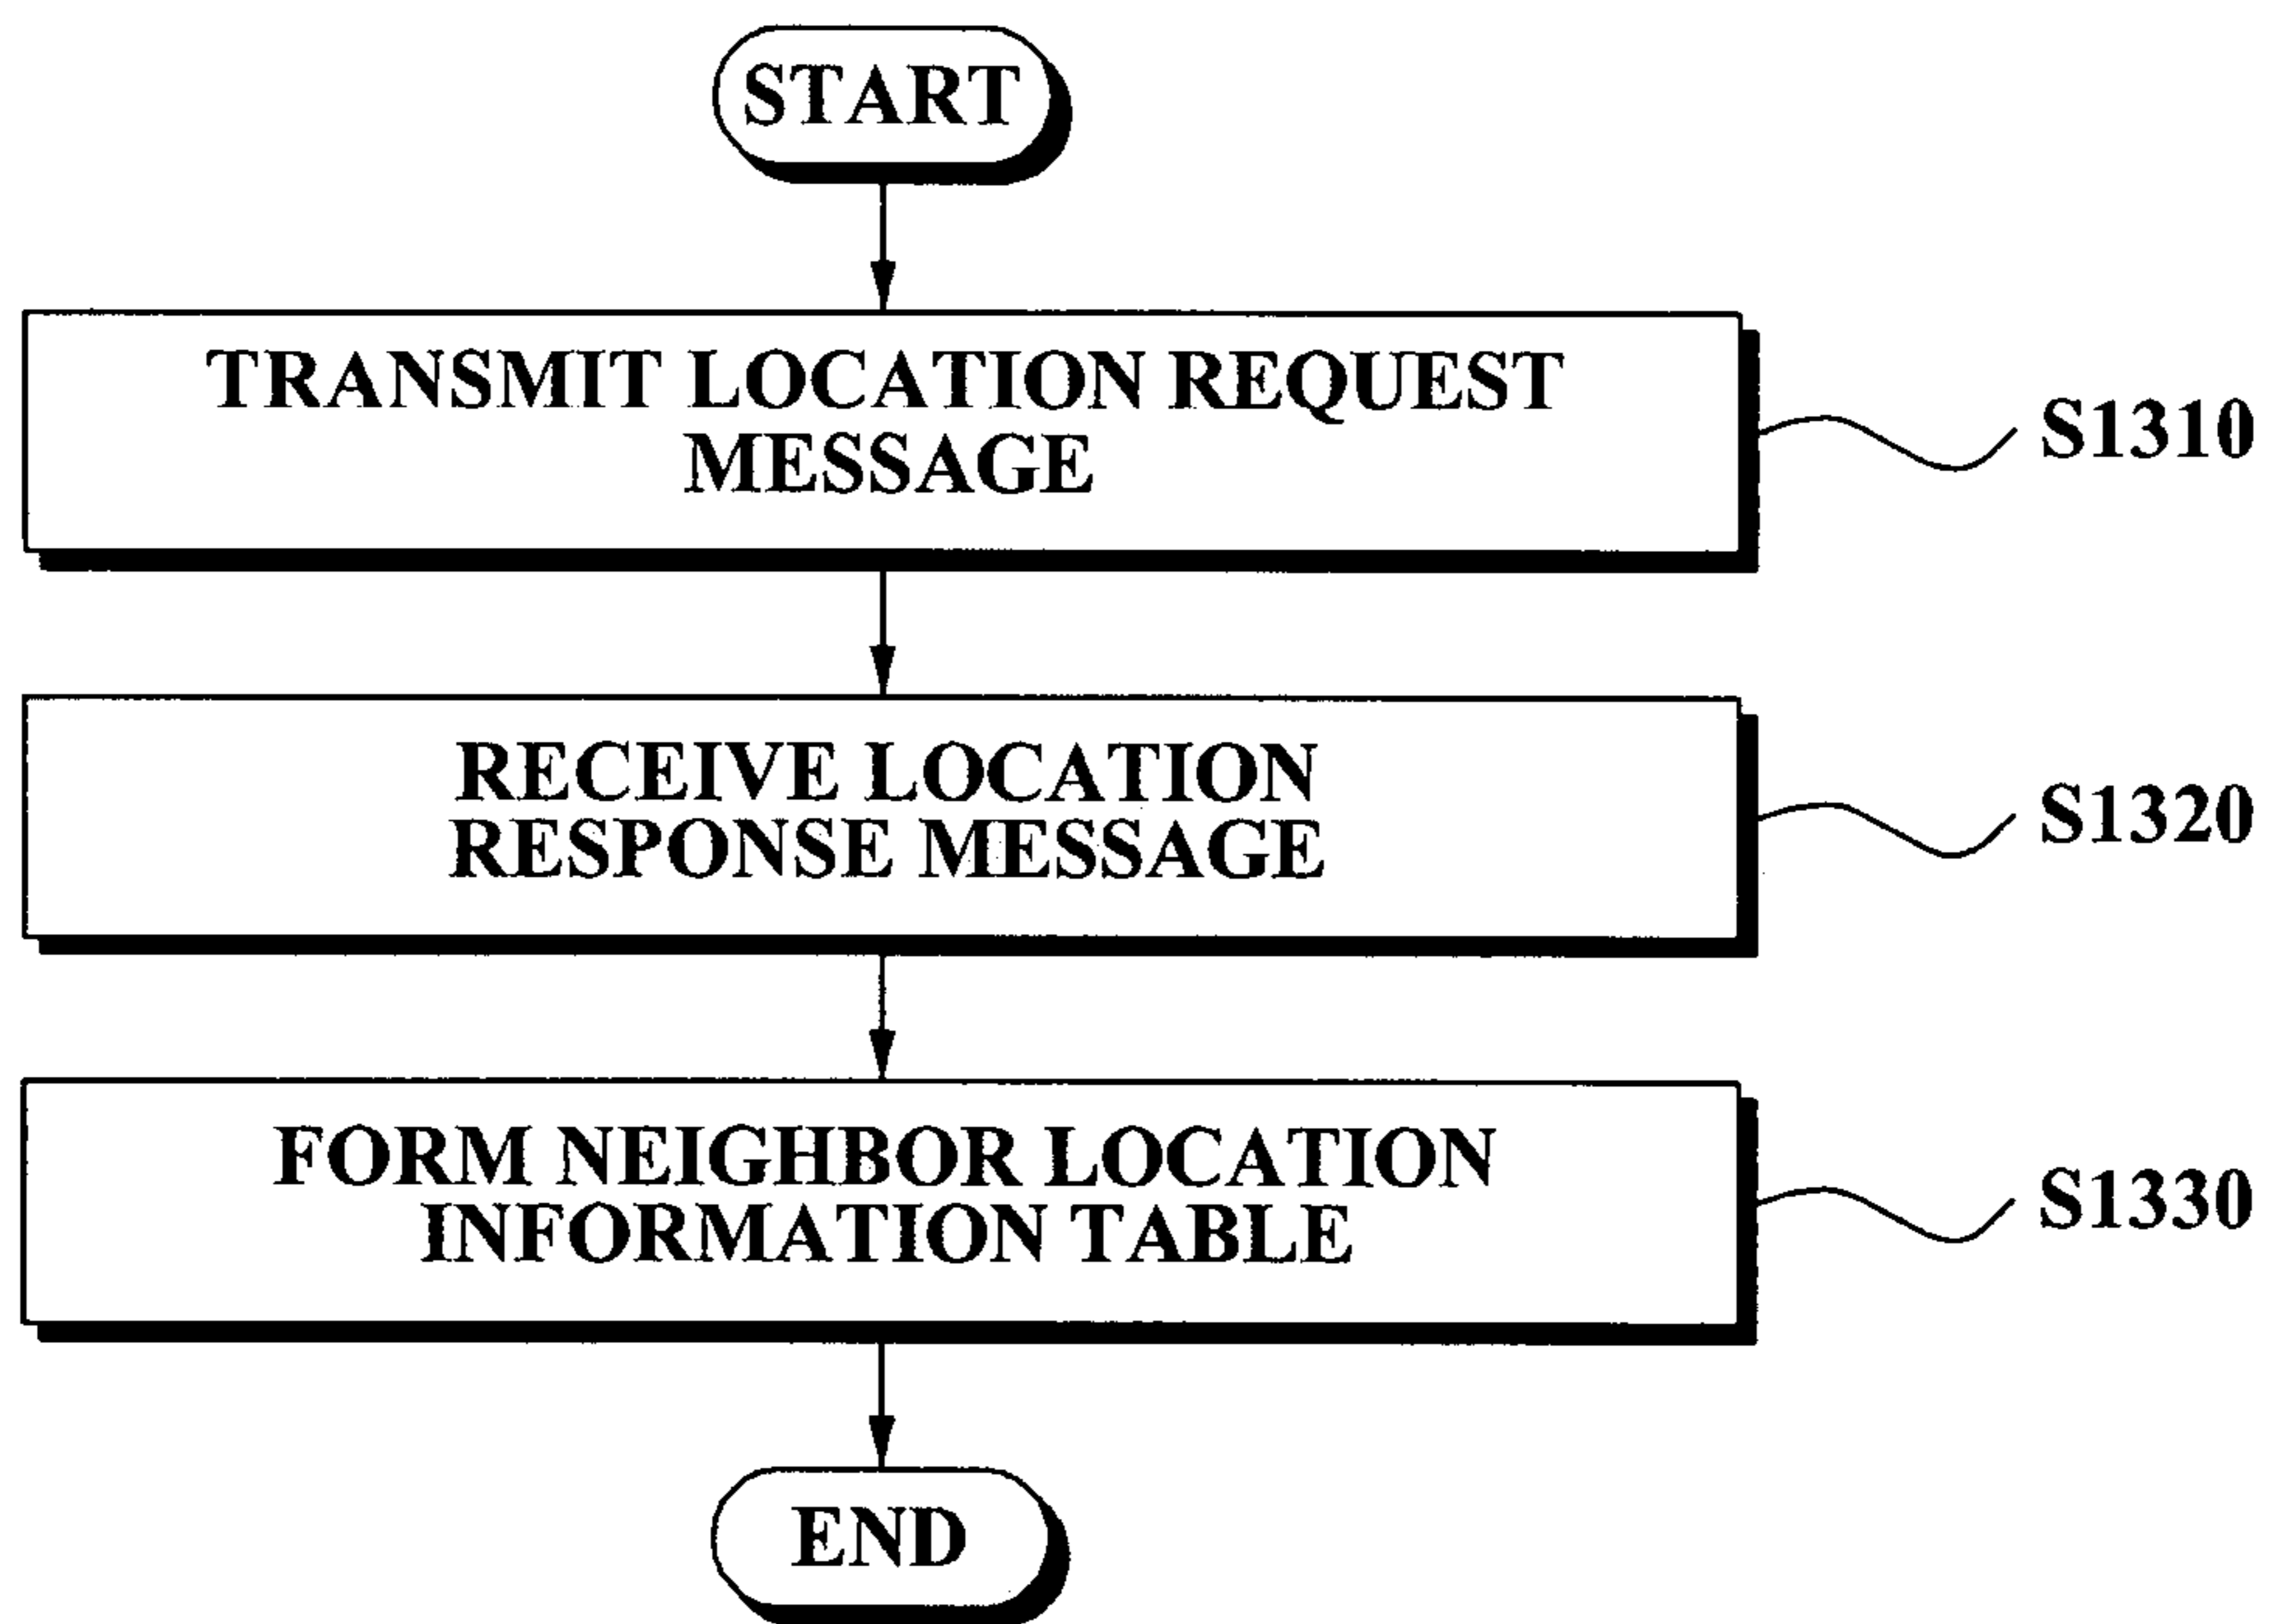 START
TRANSMIT LOCATION REQUEST
MESSAGE
S1310
RECEIVE LOCATION
RESPONSE MESSAGE
S1320
FORM NEIGHBOR LOCATION
INFORMATION TABLE
S1330
END